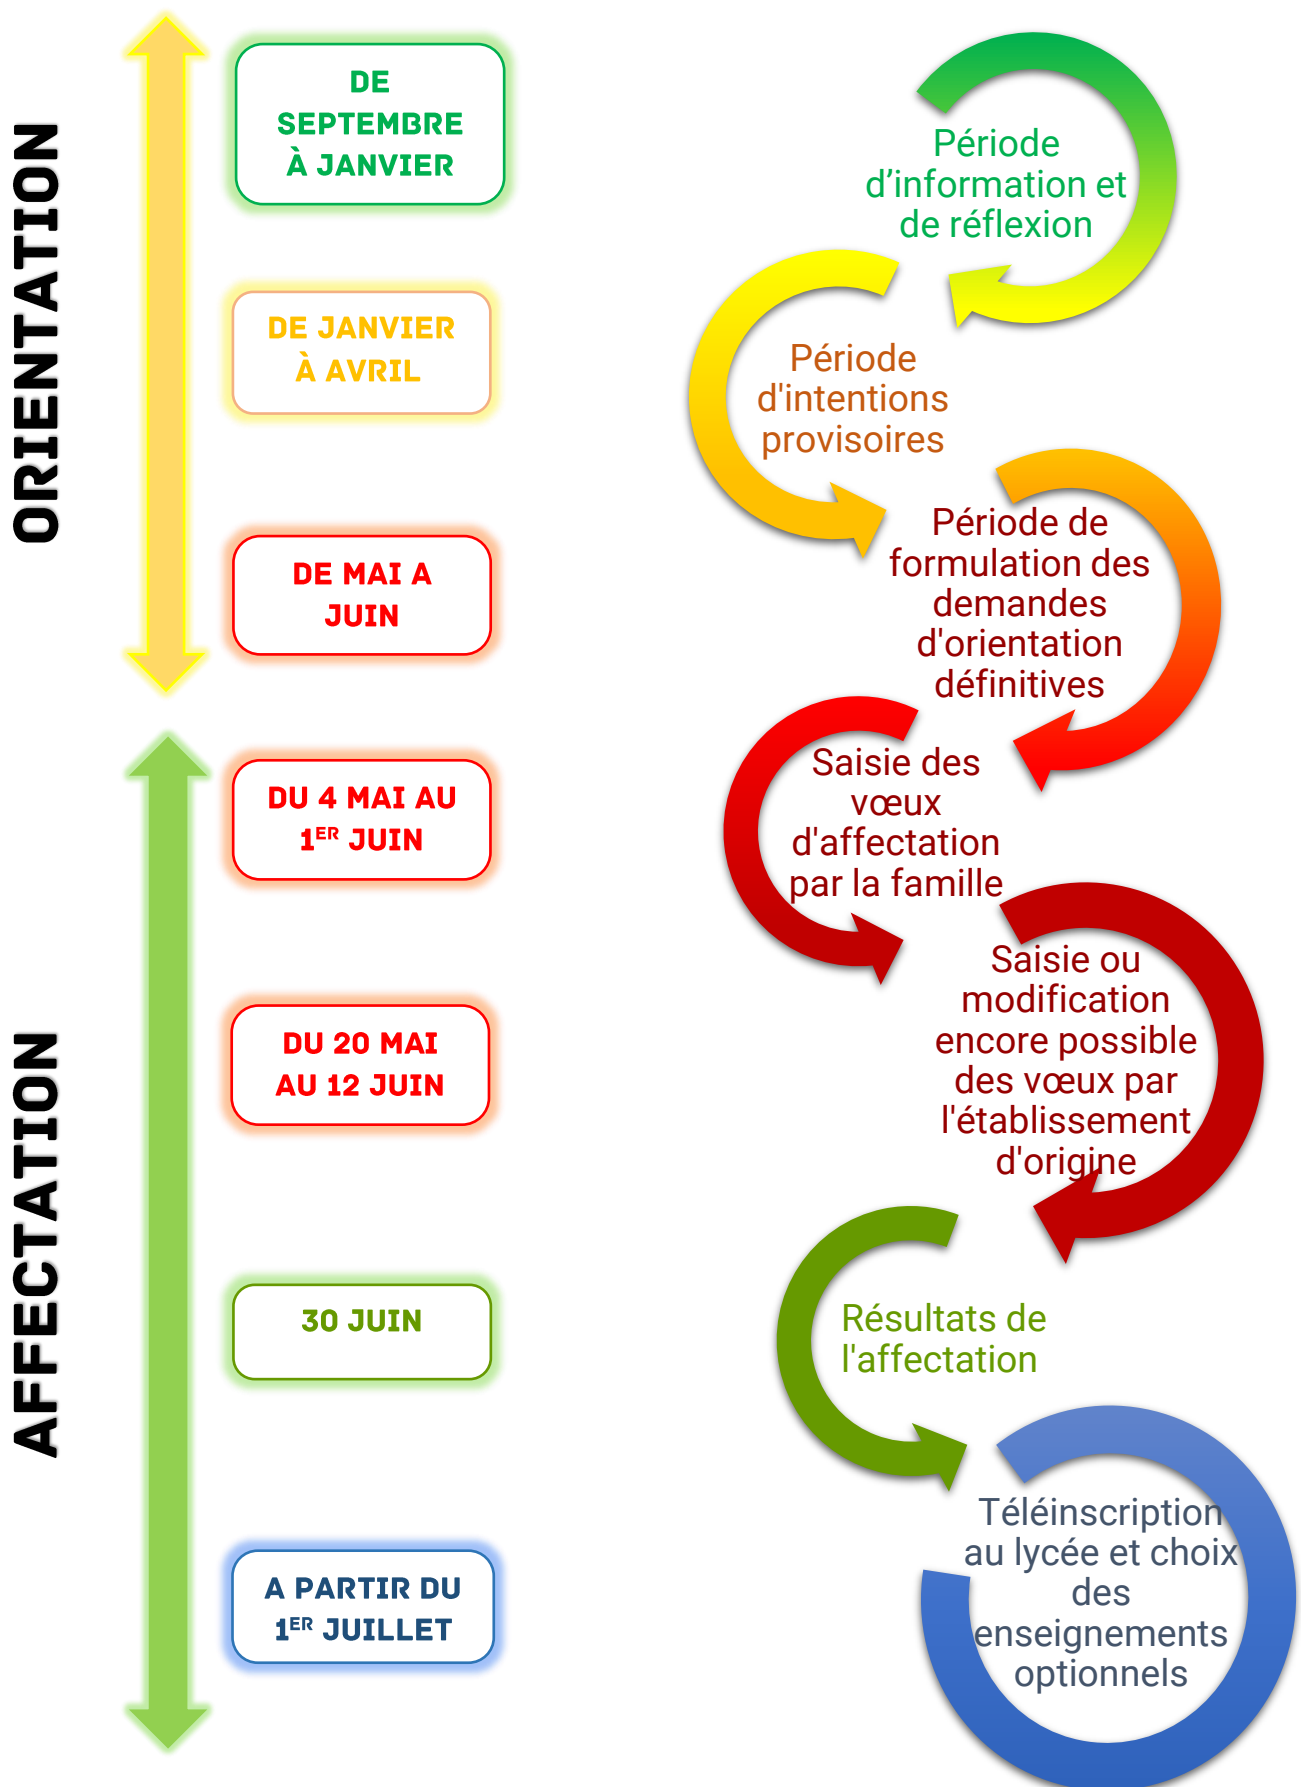 ORIENTATION
DE
SEPTEMBRE
À JANVIER
Période
d’information et
de réflexion
DE JANVIER
À AVRIL
Période
d'intentions
provisoires
DE MAI A
JUIN
Période de
formulation des
demandes
d'orientation
définitives
AFFECTATION
DU 4 MAI AU
1ER JUIN
Saisie des
vœux
d'affectation
par la famille
DU 20 MAI
AU 12 JUIN
Saisie ou
modification
encore possible
des vœux par
l'établissement
d'origine
30 JUIN
Résultats de
l'affectation
A PARTIR DU
1ER JUILLET
Téléinscription
au lycée et choix
des
enseignements
optionnels